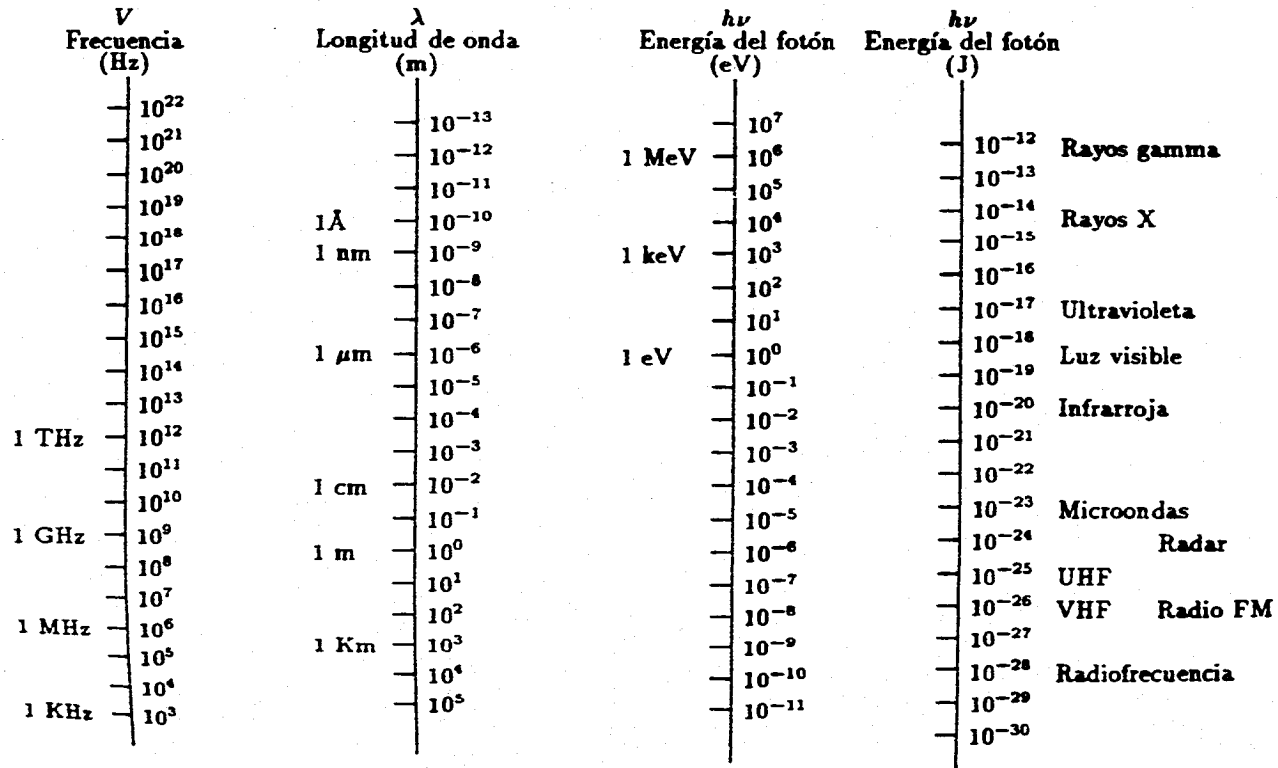 V
Frecuencia
(Hz)
10^22
10^21
10^20
10^19
10^18
10^17
10^16
10^15
10^14
10^13
1 THz 10^12
10^11
10^10
1 GHz 10^9
10^8
10^7
1 MHz 10^6
10^5
10^4
1 KHz 10^3
λ
Longitud de onda
(m)
10^−13
10^−12
10^−11
1Å 10^−10
1 nm 10^−9
10^−8
10^−7
1 μm 10^−6
10^−5
10^−4
10^−3
1 cm 10^−2
10^−1
1 m 10^0
10^1
10^2
1 Km 10^3
10^4
10^5
hν
Energía del fotón
(eV)
10^7
1 MeV 10^6
10^5
10^4
1 keV 10^3
10^2
10^1
1 eV 10^0
10^−1
10^−2
10^−3
10^−4
10^−5
10^−6
10^−7
10^−8
10^−9
10^−10
10^−11
hν
Energía del fotón
(J)
10^−12 Rayos gamma
10^−13
10^−14 Rayos X
10^−15
10^−16
10^−17 Ultravioleta
10^−18
Luz visible
10^−19
10^−20 Infrarroja
10^−21
10^−22
10^−23 Microondas
10^−24 Radar
10^−25 UHF
10^−26 VHF Radio FM
10^−27
10^−28 Radiofrecuencia
10^−29
10^−30